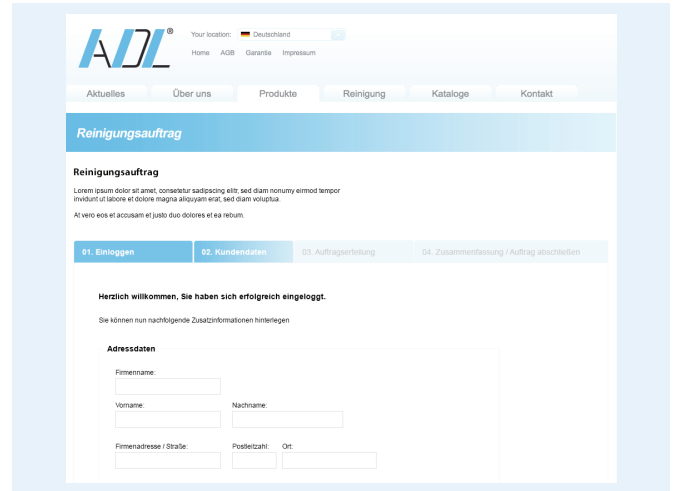 ADL®
Your location: Deutschland
Home AGB Garantie Impressum
Aktuelles Über uns Produkte Reinigung Kataloge Kontakt
Reinigungsauftrag
Reinigungsauftrag
Lorem ipsum dolor sit amet, consetetur sadipscing elitr, sed diam nonumy eirmod tempor
invidunt ut labore et dolore magna aliquyam erat, sed diam voluptua.
At vero eos et accusam et justo duo dolores et ea rebum.
01. Einloggen 02. Kundendaten 03. Auftragserteilung 04. Zusammenfassung / Auftrag abschließen
Herzlich willkommen, Sie haben sich erfolgreich eingeloggt.
Sie können nun nachfolgende Zusatzinformationen hinterlegen
Adressdaten
Firmenname:
Vorname: Nachname:
Firmenadresse / Straße: Postleitzahl: Ort: